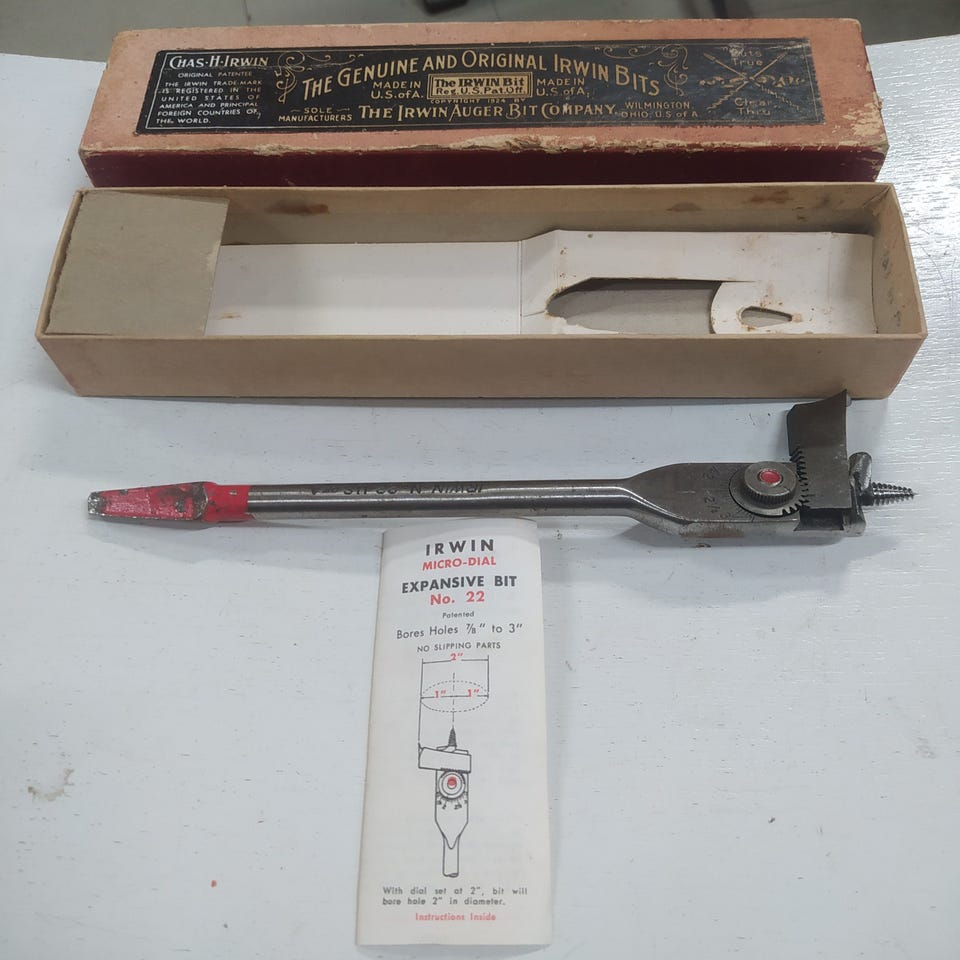 CHAS·H·IRWIN
ORIGINAL PATENTEE
THE IRWIN TRADE-MARK
IS REGISTERED IN THE
UNITED STATES OF
AMERICA AND PRINCIPAL
FOREIGN COUNTRIES OF
THE WORLD.
THE GENUINE AND ORIGINAL IRWIN BITS
MADE IN
U.S. OF A.
The IRWIN Bit
Reg. U.S. Pat. Off.
MADE IN
U.S. OF A.
COPYRIGHT 1924 BY
SOLE
MANUFACTURERS
THE IRWIN AUGER BIT COMPANY
WILMINGTON
OHIO, U.S of A
True
Clear
Thru
IRWIN
IRWIN
MICRO-DIAL
EXPANSIVE BIT
No. 22
Patented
Bores Holes 7/8" to 3"
NO SLIPPING PARTS
2"
1" 1"
With dial set at 2", bit will
bore hole 2" in diameter.
Instructions Inside